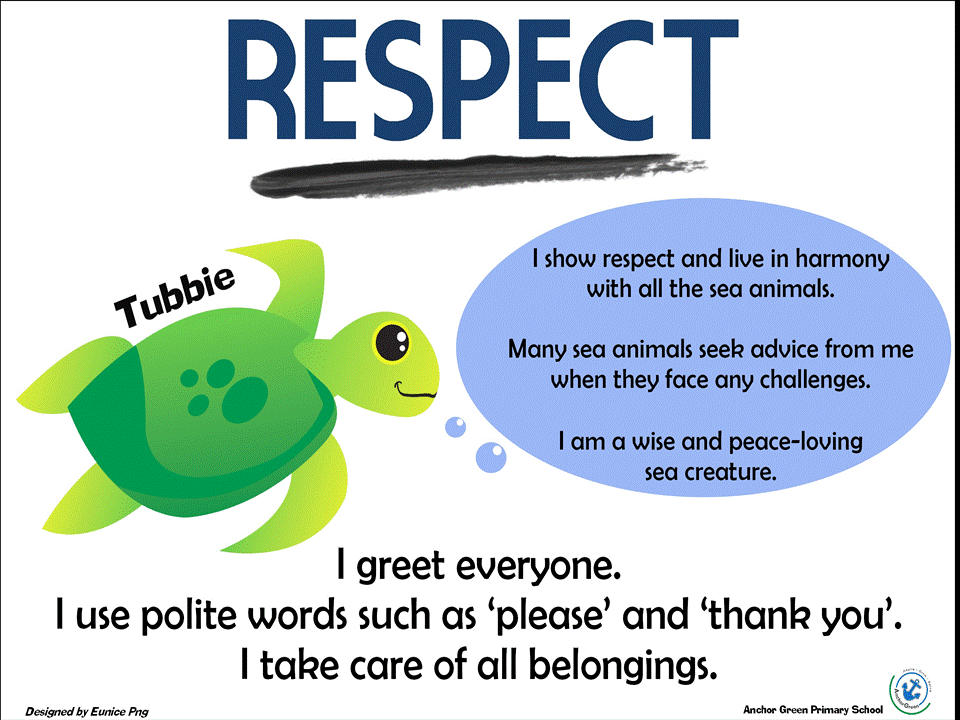 RESPECT
Tubbie
I show respect and live in harmony
with all the sea animals.
Many sea animals seek advice from me
when they face any challenges.
I am a wise and peace-loving
sea creature.
I greet everyone.
I use polite words such as ‘please’ and ‘thank you’.
I take care of all belongings.
Designed by Eunice Png
Anchor Green Primary School
AnchorGreen